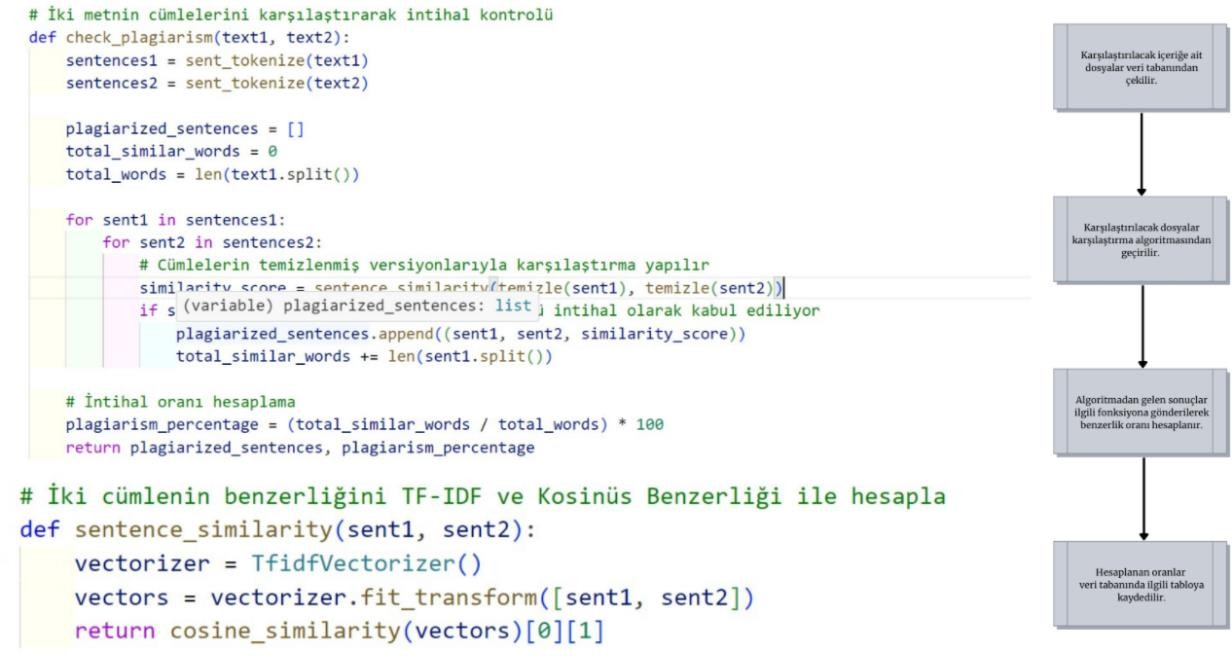 # İki metnin cümlelerini karşılaştırarak intihal kontrolü
def check_plagiarism(text1, text2):
sentences1 = sent_tokenize(text1)
sentences2 = sent_tokenize(text2)
plagiarized_sentences = []
total_similar_words = 0
total_words = len(text1.split())
for sent1 in sentences1:
for sent2 in sentences2:
# Cümlelerin temizlenmiş versiyonlarıyla karşılaştırma yapılır
similarity_score = sentence_similarity(temizle(sent1), temizle(sent2))
(variable) plagiarized_sentences: list
if intihal olarak kabul ediliyor
plagiarized_sentences.append((sent1, sent2, similarity_score))
total_similar_words += len(sent1.split())
# İntihal oranı hesaplama
plagiarism_percentage = (total_similar_words / total_words) * 100
return plagiarized_sentences, plagiarism_percentage
# İki cümlenin benzerliğini TF-IDF ve Kosinüs Benzerliği ile hesapla
def sentence_similarity(sent1, sent2):
vectorizer = TfidfVectorizer()
vectors = vectorizer.fit_transform([sent1, sent2])
return cosine_similarity(vectors)[0][1]
Karşılaştırılacak içeriğe ait
dosyalar veri tabanından
çekilir.
Karşılaştırılacak dosyalar
karşılaştırma algoritmasından
geçirilir.
Algoritmadan gelen sonuçlar
ilgili fonksiyona gönderilerek
benzerlik oranı hesaplanır.
Hesaplanan oranlar
veri tabanında ilgili tabloya
kaydedilir.